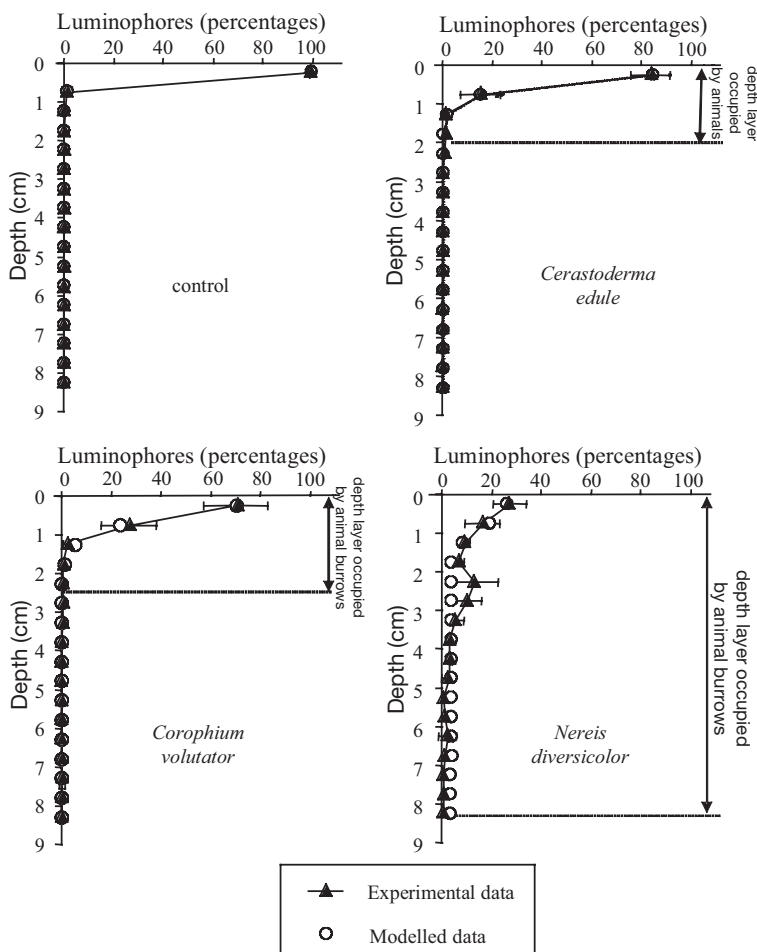 Luminophores (percentages)
0 20 40 60 80 100
0
1
2
3
4
5
6
7
8
9
Depth (cm)
control
Luminophores (percentages)
0 20 40 60 80 100
0
1
2
3
4
5
6
7
8
9
Depth (cm)
depth layer
occupied
by animals
Cerastoderma
edule
Luminophores (percentages)
0 20 40 60 80 100
0
1
2
3
4
5
6
7
8
9
Depth (cm)
depth layer occupied
by animal burrows
Corophium
volutator
Luminophores (percentages)
0 20 40 60 80 100
0
1
2
3
4
5
6
7
8
9
Depth (cm)
depth layer occupied
by animal burrows
Nereis
diversicolor
Experimental data
Modelled data